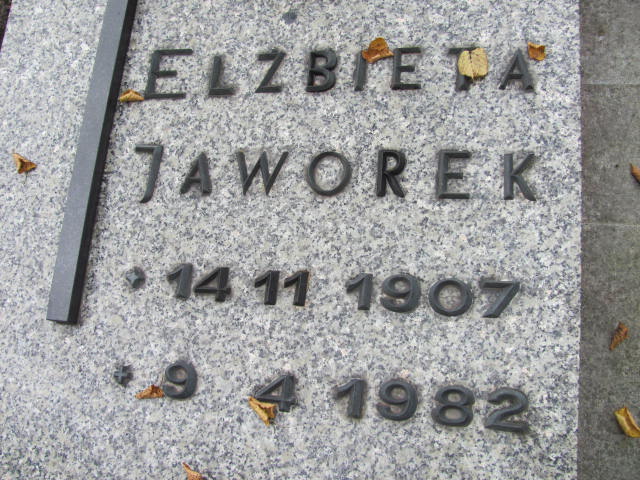 ELZBIETA
JAWOREK
* 14 11 1907
+ 9 4 1982